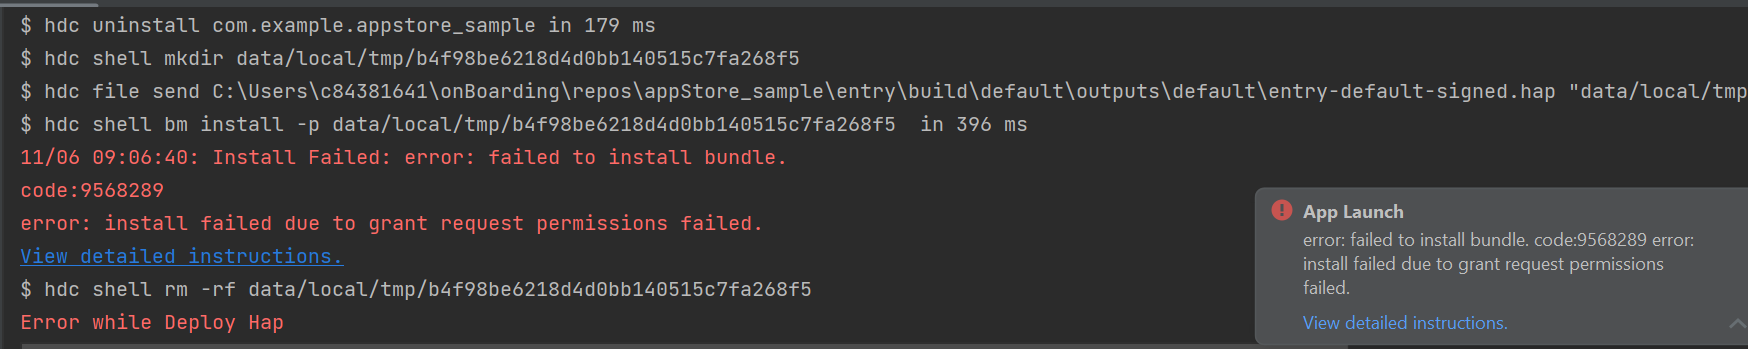 $ hdc uninstall com.example.appstore_sample in 179 ms
$ hdc shell mkdir data/local/tmp/b4f98be6218d4d0bb140515c7fa268f5
$ hdc file send C:\Users\c84381641\onBoarding\repos\appStore_sample\entry\build\default\outputs\default\entry-default-signed.hap "data/local/tmp
$ hdc shell bm install -p data/local/tmp/b4f98be6218d4d0bb140515c7fa268f5  in 396 ms
11/06 09:06:40: Install Failed: error: failed to install bundle.
code:9568289
error: install failed due to grant request permissions failed.
View detailed instructions.
$ hdc shell rm -rf data/local/tmp/b4f98be6218d4d0bb140515c7fa268f5
Error while Deploy Hap
App Launch
error: failed to install bundle. code:9568289 error:
install failed due to grant request permissions
failed.
View detailed instructions.